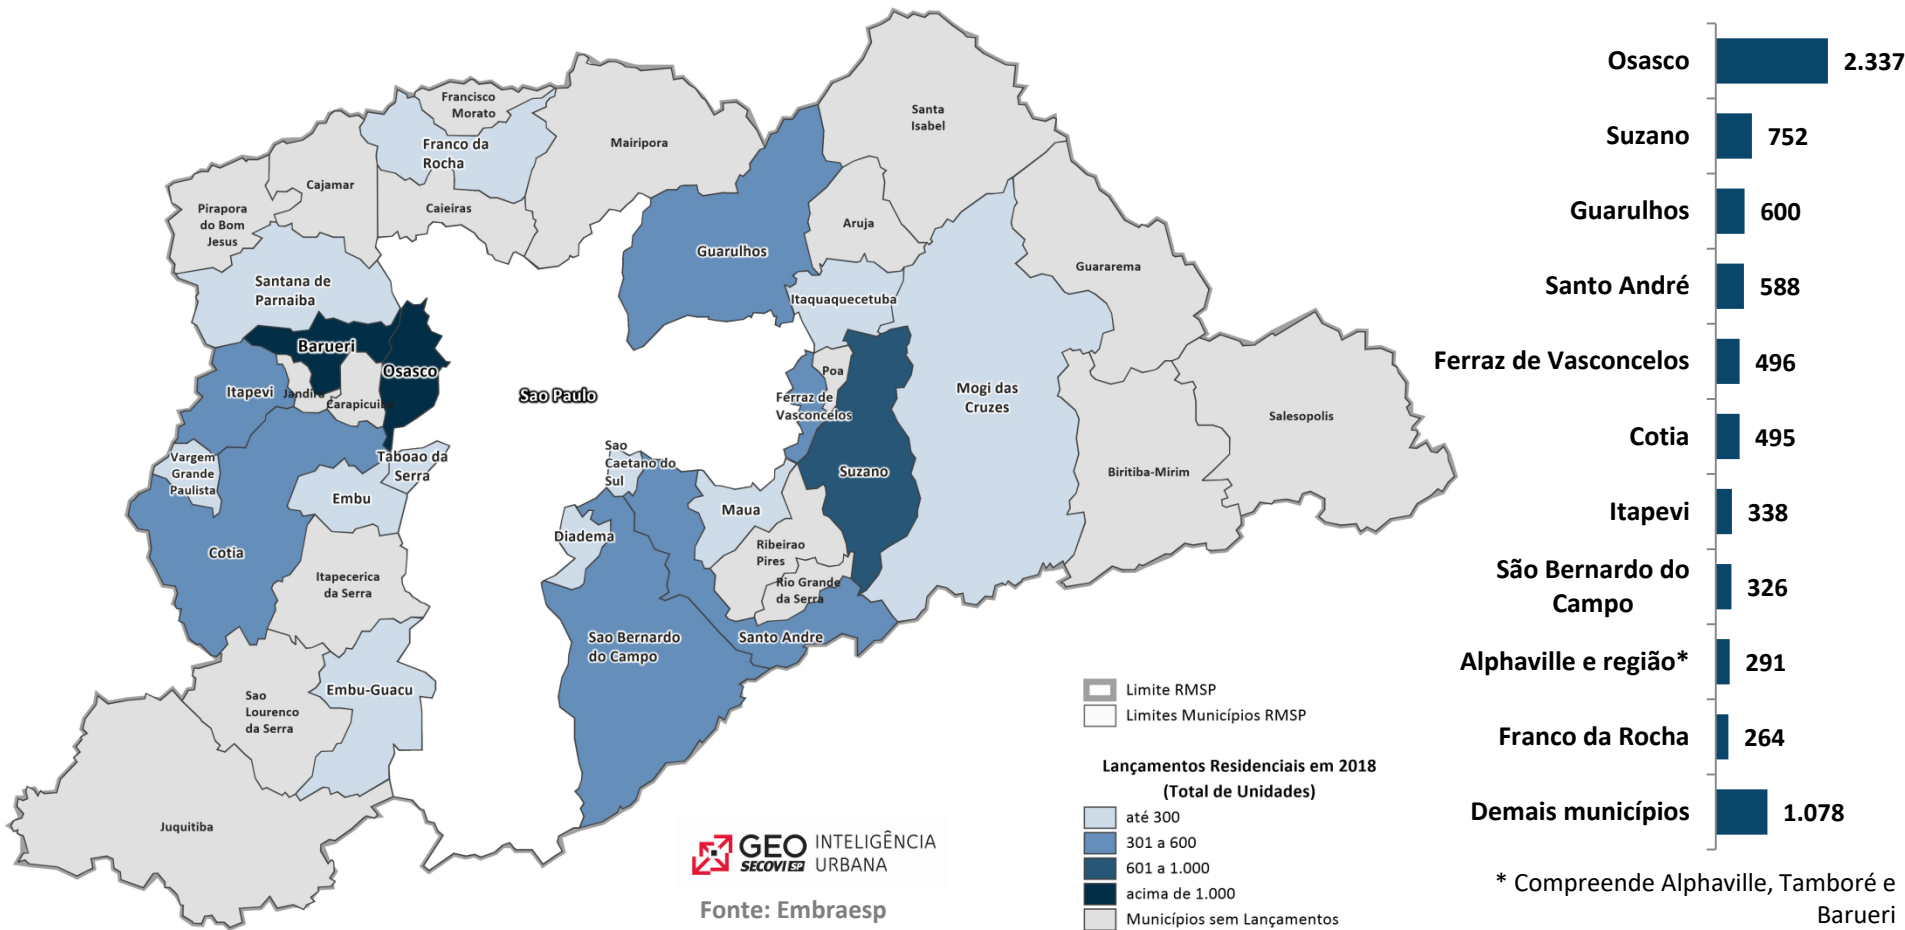 Francisco
Morato
Franco da
Rocha
Mairipora
Santa
Isabel
Cajamar
Pirapora
do Bom
Jesus
Caieiras
Aruja
Guarulhos
Guararema
Santana de
Parnaiba
Itaquaquecetuba
Barueri
Osasco
Itapevi
Jandira
Carapicuiba
Sao Paulo
Poa
Ferraz de
Vasconcelos
Mogi das
Cruzes
Salesopolis
Vargem
Grande
Paulista
Taboao da
Serra
Embu
Sao
Caetano do
Sul
Suzano
Biritiba-Mirim
Maua
Diadema
Cotia
Ribeirao
Pires
Itapecerica
da Serra
Rio Grande
da Serra
Sao Bernardo
do Campo
Santo Andre
Embu-Guacu
Sao
Lourenco
da Serra
Juquitiba
Limite RMSP
Limites Municípios RMSP
Lançamentos Residenciais em 2018
(Total de Unidades)
até 300
301 a 600
601 a 1.000
acima de 1.000
Municípios sem Lançamentos
GEO INTELIGÊNCIA
SECOVI SP URBANA
Fonte: Embraesp
Osasco 2.337
Suzano 752
Guarulhos 600
Santo André 588
Ferraz de Vasconcelos 496
Cotia 495
Itapevi 338
São Bernardo do
Campo 326
Alphaville e região* 291
Franco da Rocha 264
Demais municípios 1.078
* Compreende Alphaville, Tamboré e
Barueri